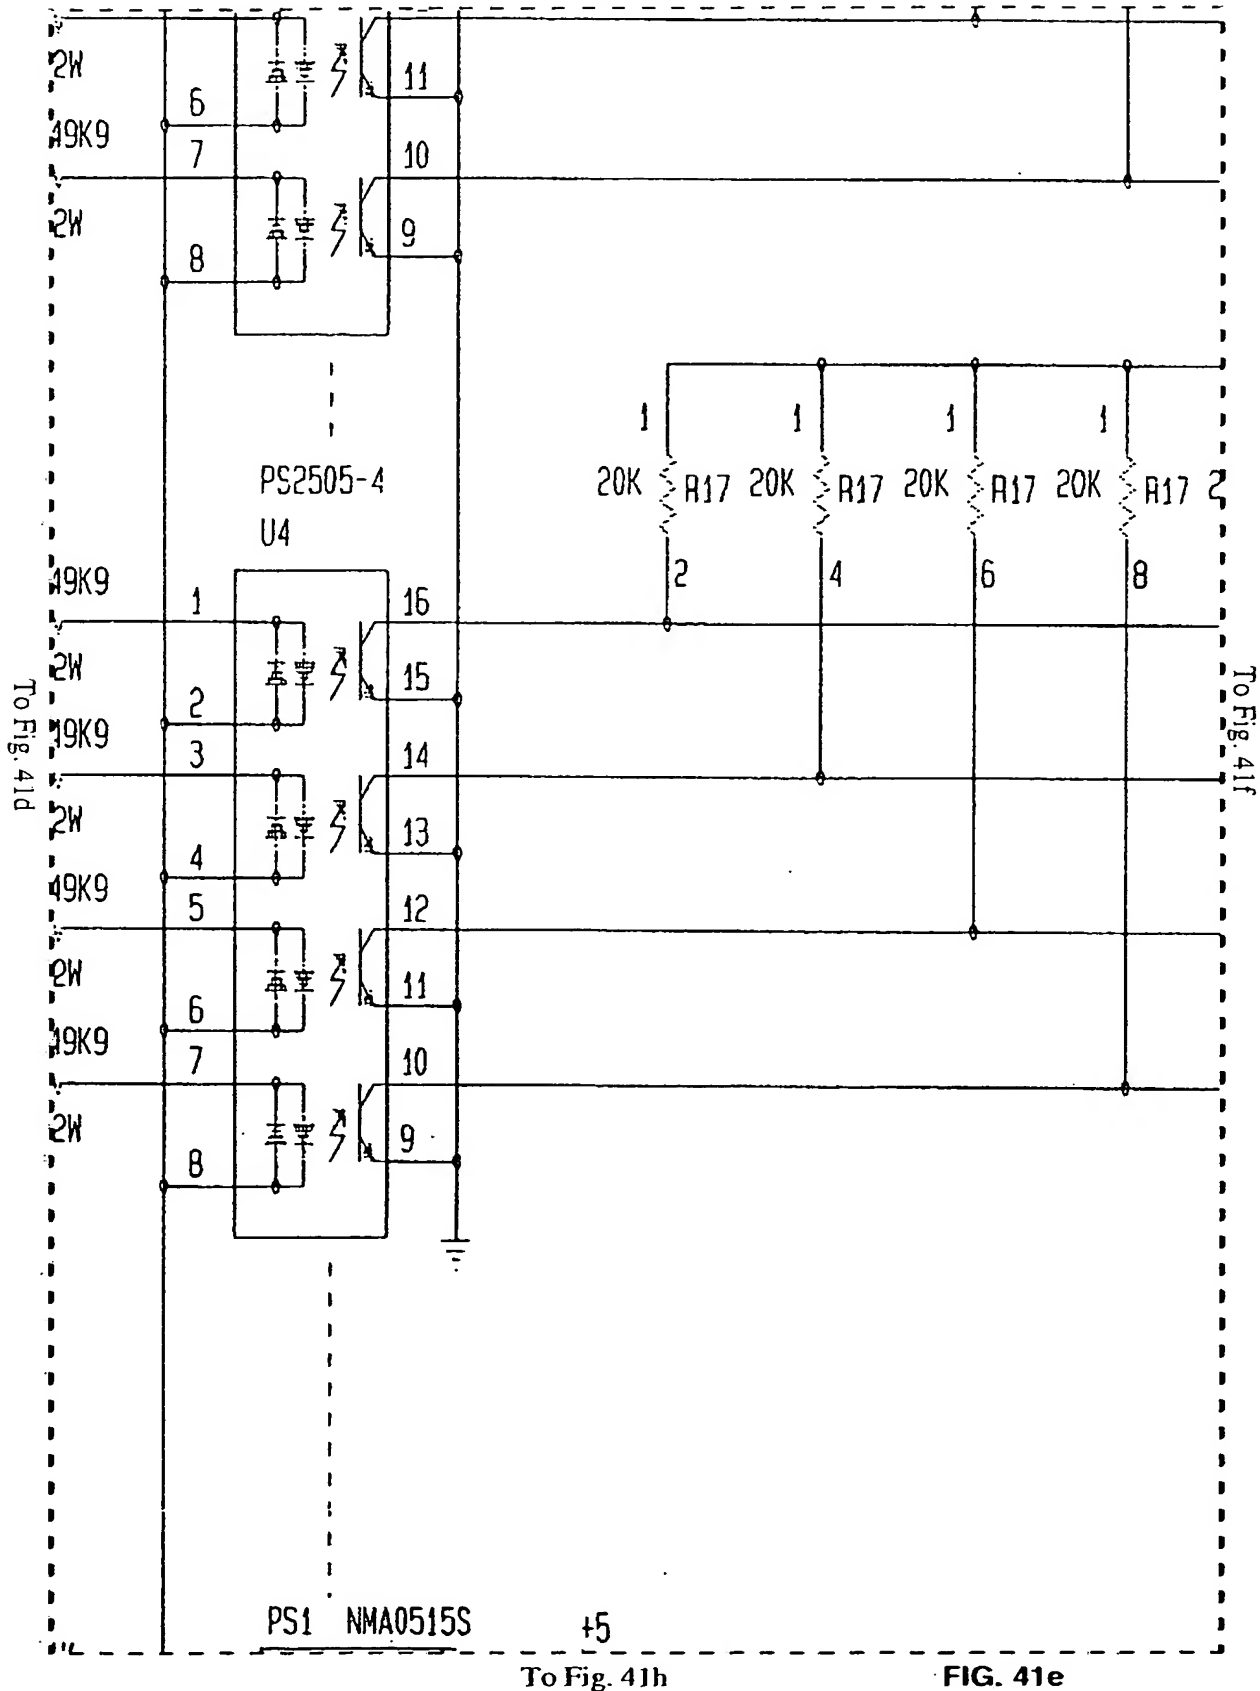 2W
11
6
49K9
7
10
2W
9
8
1 1 1 1
PS2505-4
20K R17 20K R17 20K R17 20K R17 2
U4
2 4 6 8
49K9
1
16
2W
15
2
49K9
3
14
2W
13
4
49K9
5
12
2W
11
6
49K9
7
10
2W
9
8
To Fig. 41d
To Fig. 41f
PS1 NMA0515S +5
To Fig. 41h
FIG. 41e